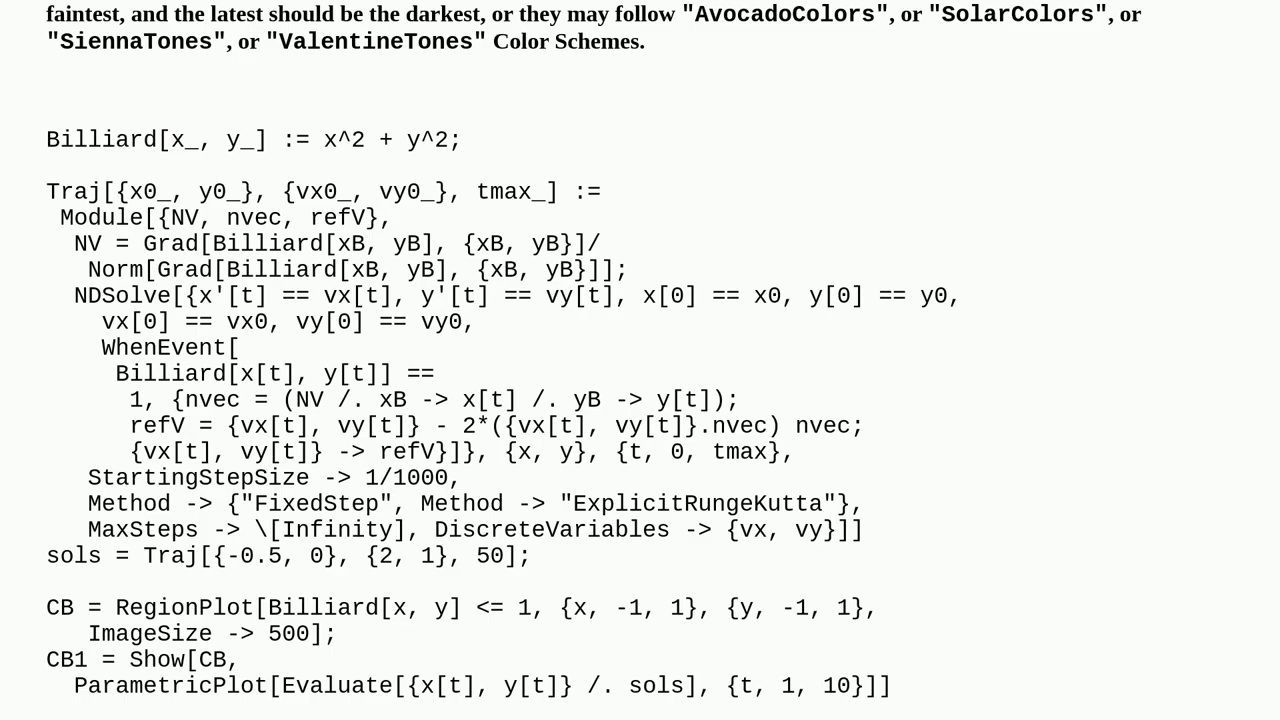 faintest, and the latest should be the darkest, or they may follow "AvocadoColors", or "SolarColors", or
"SiennaTones", or "ValentineTones" Color Schemes.
Billiard[x_, y_] := x^2 + y^2;
Traj[{x0_, y0_}, {vx0_, vy0_}, tmax_] :=
Module[{NV, nvec, refV},
NV = Grad[Billiard[xB, yB], {xB, yB}]/
Norm[Grad[Billiard[xB, yB], {xB, yB}]];
NDSolve[{x'[t] == vx[t], y'[t] == vy[t], x[0] == x0, y[0] == y0,
vx[0] == vx0, vy[0] == vy0,
WhenEvent[
Billiard[x[t], y[t]] ==
1, {nvec = (NV /. xB -> x[t] /. yB -> y[t]);
refV = {vx[t], vy[t]} - 2*({vx[t], vy[t]}.nvec) nvec;
{vx[t], vy[t]} -> refV}]}, {x, y}, {t, 0, tmax},
StartingStepSize -> 1/1000,
Method -> {"FixedStep", Method -> "ExplicitRungeKutta"},
MaxSteps -> \[Infinity], DiscreteVariables -> {vx, vy}]]
sols = Traj[{-0.5, 0}, {2, 1}, 50];
CB = RegionPlot[Billiard[x, y] <= 1, {x, -1, 1}, {y, -1, 1},
ImageSize -> 500];
CB1 = Show[CB,
ParametricPlot[Evaluate[{x[t], y[t]} /. sols], {t, 1, 10}]]